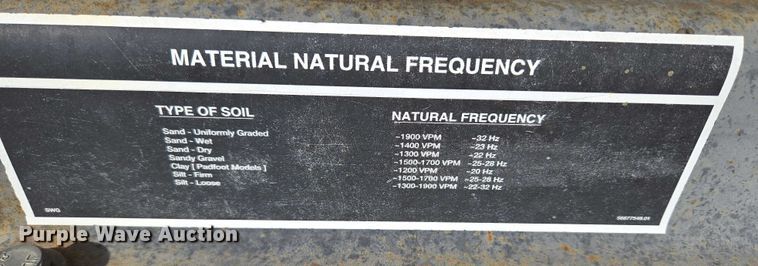 MATERIAL NATURAL FREQUENCY
TYPE OF SOIL NATURAL FREQUENCY
Sand - Uniformly Graded ~1900 VPM ~32 Hz
Sand - Wet ~1400 VPM ~23 Hz
Sand - Dry ~1300 VPM ~22 Hz
Sandy Gravel ~1500-1700 VPM ~25-28 Hz
Clay [ Padfoot Models ] ~1200 VPM ~20 Hz
Silt - Firm ~1500-1700 VPM ~25-28 Hz
Silt - Loose ~1300-1900 VPM ~22-32 Hz
SWG
Purple Wave Auction